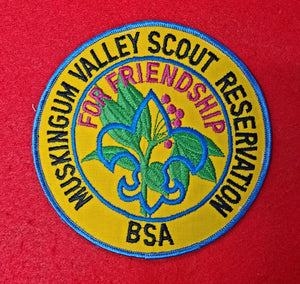 MUSKINGUM VALLEY SCOUT RESERVATION
FOR FRIENDSHIP
BSA